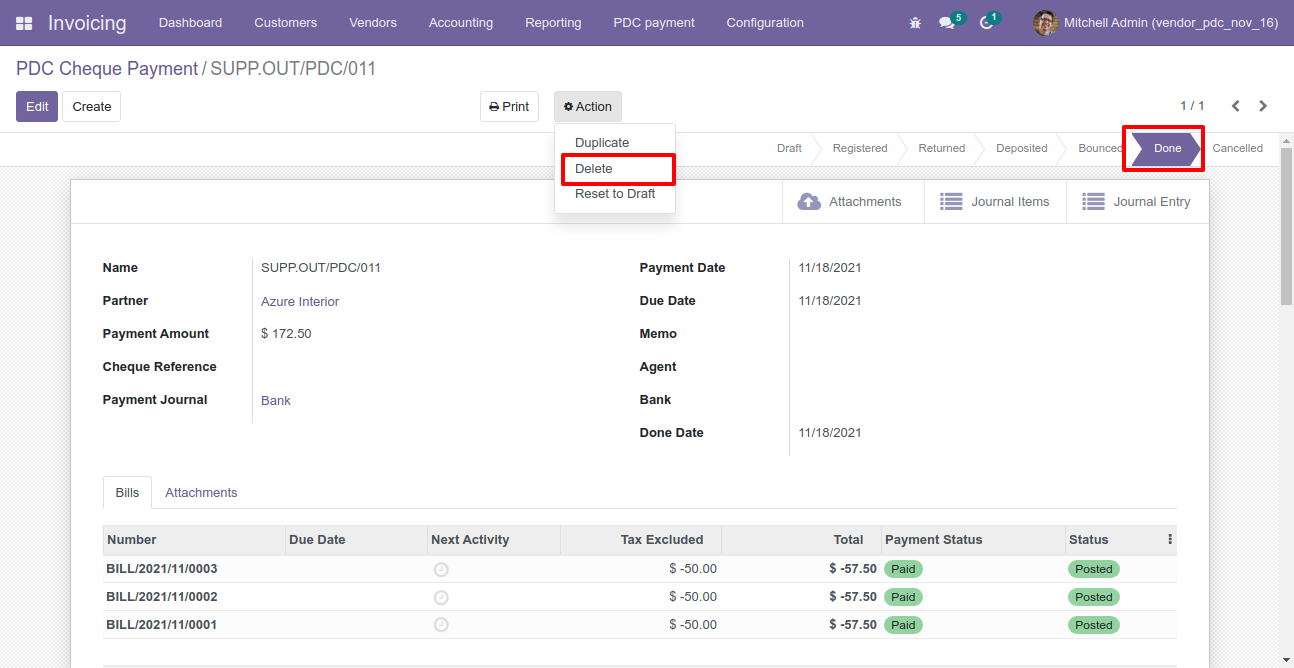 Invoicing Dashboard Customers Vendors Accounting Reporting PDC payment Configuration 5 1 Mitchell Admin (vendor_pdc_nov_16)
PDC Cheque Payment / SUPP.OUT/PDC/011
Edit Create Print Action 1 / 1
Duplicate
Delete
Reset to Draft
Draft Registered Returned Deposited Bounced Done Cancelled
Attachments Journal Items Journal Entry
Name SUPP.OUT/PDC/011 Payment Date 11/18/2021
Partner Azure Interior Due Date 11/18/2021
Payment Amount $ 172.50 Memo
Cheque Reference Agent
Payment Journal Bank Bank
Done Date 11/18/2021
Bills Attachments
Number Due Date Next Activity Tax Excluded Total Payment Status Status
BILL/2021/11/0003 $ -50.00 $ -57.50 Paid Posted
BILL/2021/11/0002 $ -50.00 $ -57.50 Paid Posted
BILL/2021/11/0001 $ -50.00 $ -57.50 Paid Posted